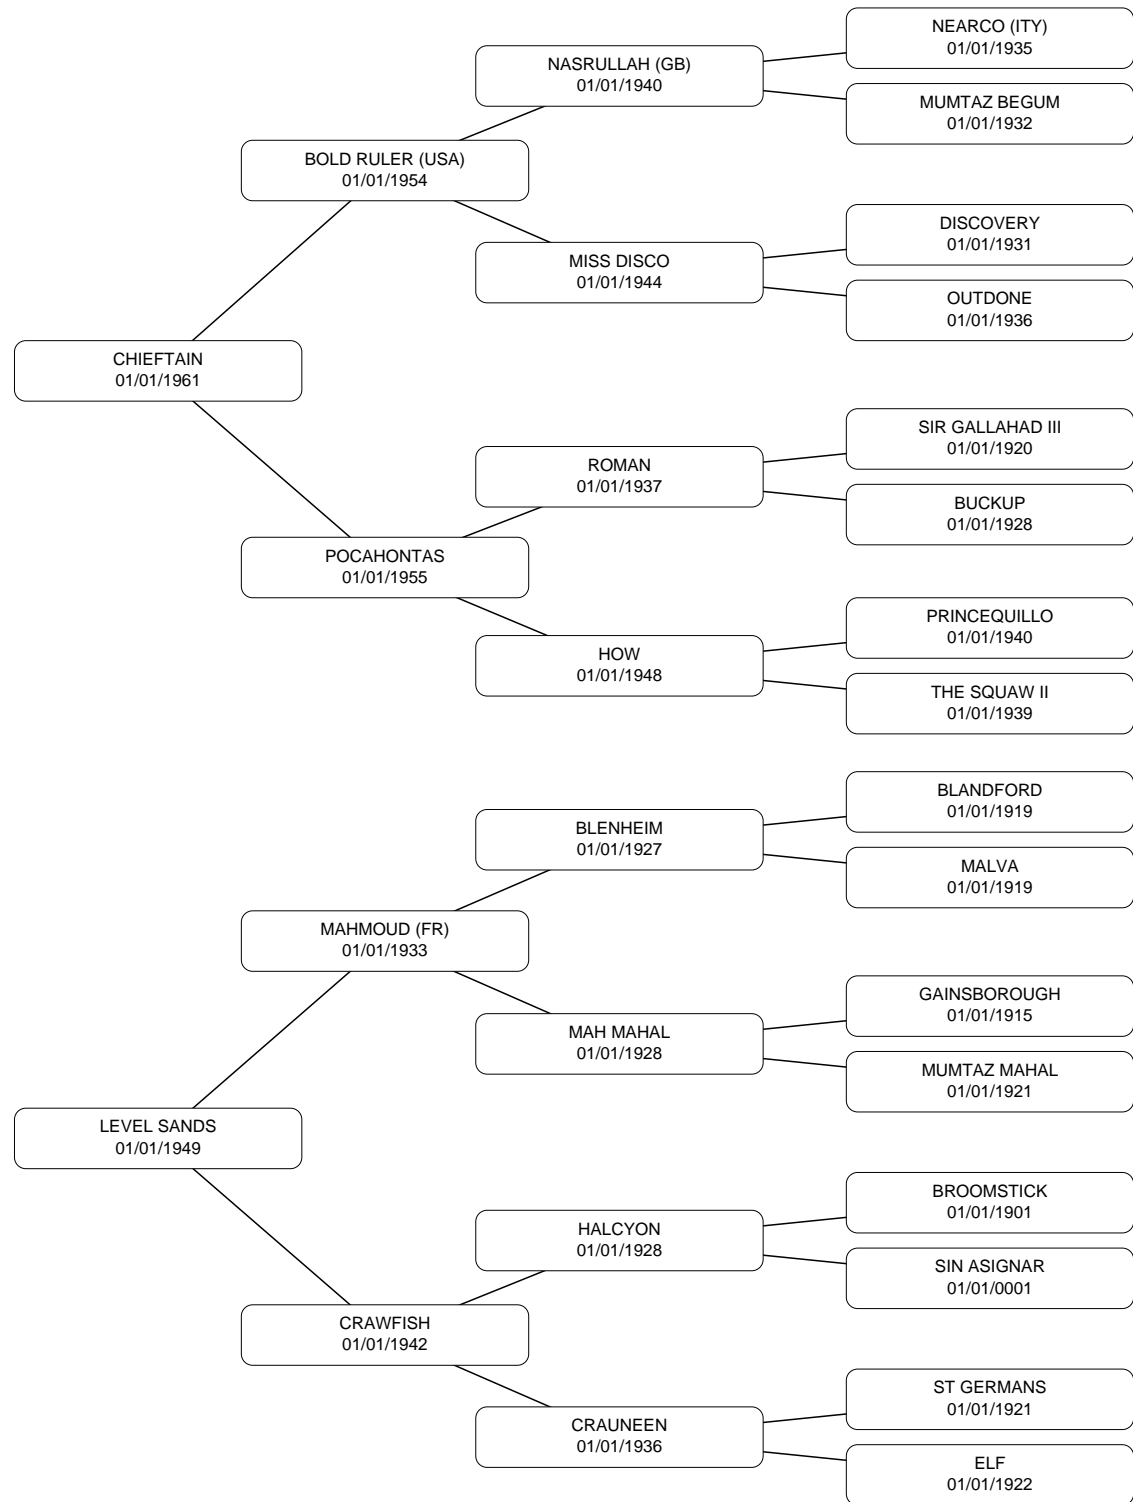 NEARCO (ITY)
01/01/1935
NASRULLAH (GB)
01/01/1940
MUMTAZ BEGUM
01/01/1932
BOLD RULER (USA)
01/01/1954
DISCOVERY
01/01/1931
MISS DISCO
01/01/1944
OUTDONE
01/01/1936
CHIEFTAIN
01/01/1961
SIR GALLAHAD III
01/01/1920
ROMAN
01/01/1937
BUCKUP
01/01/1928
POCAHONTAS
01/01/1955
PRINCEQUILLO
01/01/1940
HOW
01/01/1948
THE SQUAW II
01/01/1939
BLANDFORD
01/01/1919
BLENHEIM
01/01/1927
MALVA
01/01/1919
MAHMOUD (FR)
01/01/1933
GAINSBOROUGH
01/01/1915
MAH MAHAL
01/01/1928
MUMTAZ MAHAL
01/01/1921
LEVEL SANDS
01/01/1949
BROOMSTICK
01/01/1901
HALCYON
01/01/1928
SIN ASIGNAR
01/01/0001
CRAWFISH
01/01/1942
ST GERMANS
01/01/1921
CRAUNEEN
01/01/1936
ELF
01/01/1922